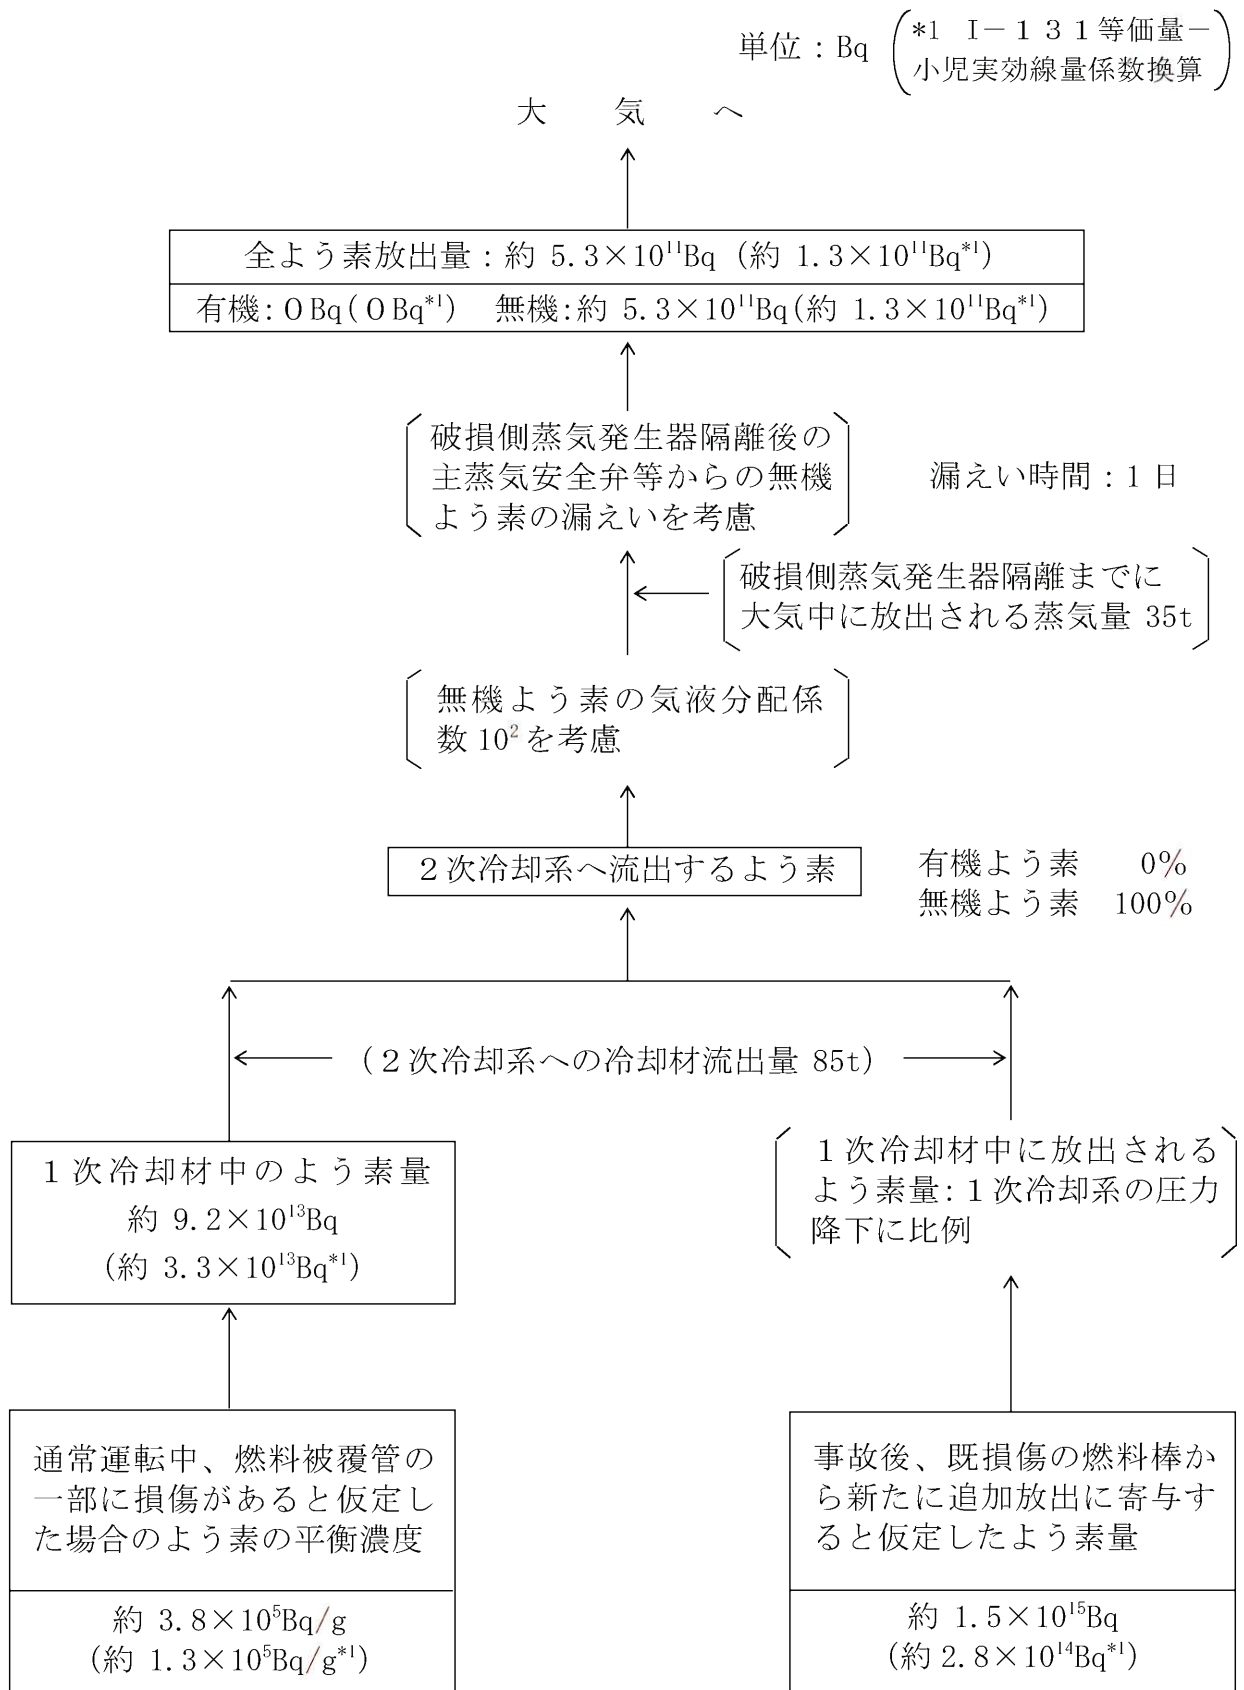 単位：Bq (*1 I－１３１等価量－
小児実効線量係数換算)
大　気　へ
全よう素放出量：約 5.3×10¹¹Bq (約 1.3×10¹¹Bq*¹)
有機：0 Bq(0 Bq*¹)　無機：約 5.3×10¹¹Bq(約 1.3×10¹¹Bq*¹)
破損側蒸気発生器隔離後の
主蒸気安全弁等からの無機
よう素の漏えいを考慮
漏えい時間：1 日
破損側蒸気発生器隔離までに
大気中に放出される蒸気量 35t
無機よう素の気液分配係
数 10²を考慮
２次冷却系へ流出するよう素
有機よう素　0%
無機よう素　100%
(２次冷却系への冷却材流出量 85t)
１次冷却材中のよう素量
約 9.2×10¹³Bq
(約 3.3×10¹³Bq*¹)
１次冷却材中に放出される
よう素量：１次冷却系の圧力
降下に比例
通常運転中、燃料被覆管の
一部に損傷があると仮定し
た場合のよう素の平衡濃度
約 3.8×10⁵Bq/g
(約 1.3×10⁵Bq/g*¹)
事故後、既損傷の燃料棒か
ら新たに追加放出に寄与す
ると仮定したよう素量
約 1.5×10¹⁵Bq
(約 2.8×10¹⁴Bq*¹)